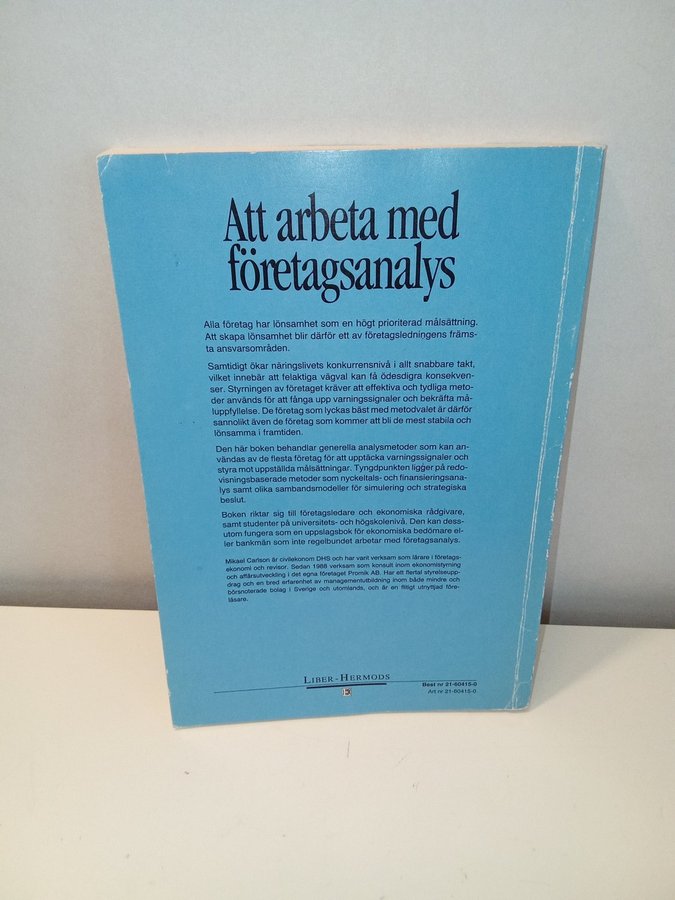 Att arbeta med
företagsanalys
Alla företag har lönsamhet som en högt prioriterad målsättning.
Att skapa lönsamhet blir därför ett av företagsledningens främs-
ta ansvarsområden.
Samtidigt ökar näringslivets konkurrensnivå i allt snabbare takt,
vilket innebär att felaktiga vägval kan få ödesdigra konsekven-
ser. Styrningen av företaget kräver att effektiva och tydliga meto-
der används för att fånga upp varningssignaler och bekräfta må-
luppfyllelse. De företag som lyckas bäst med metodvalet är därför
sannolikt även de företag som kommer att bli de mest stabila och
lönsamma i framtiden.
Den här boken behandlar generella analysmetoder som kan an-
vändas av de flesta företag för att upptäcka varningssignaler och
styra mot uppställda målsättningar. Tyngdpunkten ligger på redo-
visningsbaserade metoder som nyckeltals- och finansieringsana-
lys samt olika sambandsmodeller för simulering och strategiska
beslut.
Boken riktar sig till företagsledare och ekonomiska rådgivare,
samt studenter på universitets- och högskolenivå. Den kan dess-
utom fungera som en uppslagsbok för ekonomiska bedömare el-
ler bankmän som inte regelbundet arbetar med företagsanalys.
Mikael Carlson är civilekonom DHS och har varit verksam som lärare i företags-
ekonomi och revisor. Sedan 1988 verksam som konsult inom ekonomistyrning
och affärsutveckling i det egna företaget Promik AB. Har ett flertal styrelseupp-
drag och en bred erfarenhet av managementutbildning inom både mindre och
börsnoterade bolag i Sverige och utomlands, och är en flitigt utnyttjad före-
läsare.
LIBER-HERMODS
Best nr 21-60415-0
Art nr 21-60415-0